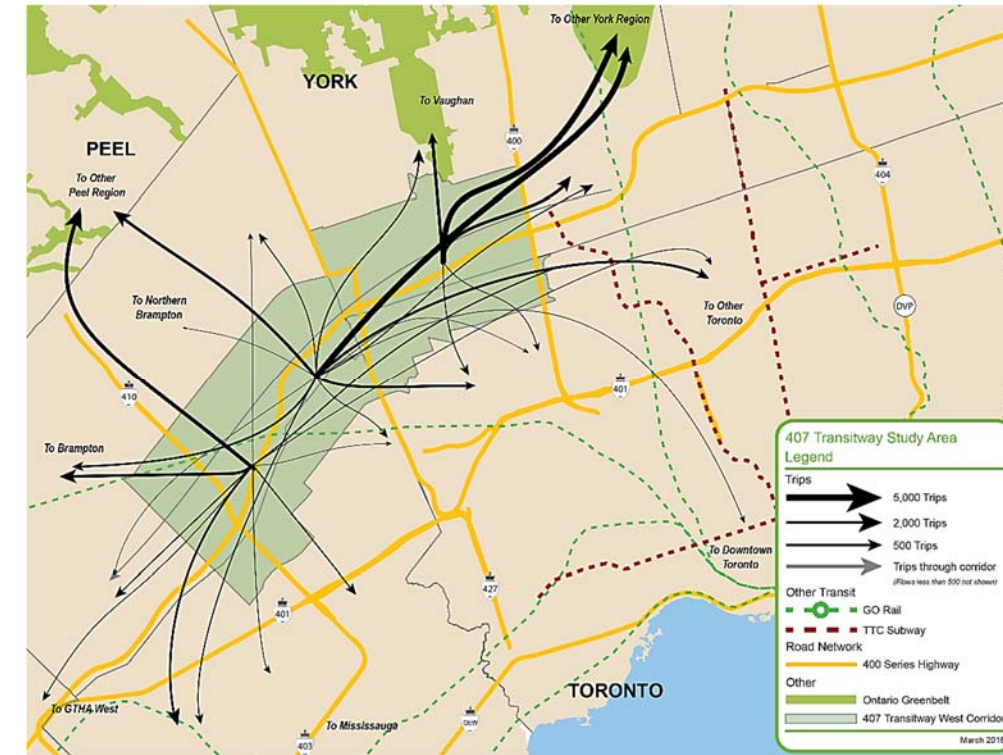 To Other York Region
YORK
To Vaughan
400
PEEL
To Other
Peel Region
404
To Northern
Brampton
To Other
Toronto
DVP
410
401
To Brampton
407 Transitway Study Area
Legend
Trips
5,000 Trips
2,000 Trips
500 Trips
Trips through corridor
(Flows less than 500 not shown)
Other Transit
GO Rail
TTC Subway
Road Network
400 Series Highway
Other
Ontario Greenbelt
407 Transitway West Corridor
To Downtown
Toronto
427
401
TORONTO
To GTHA West
To Mississauga
QEW
403